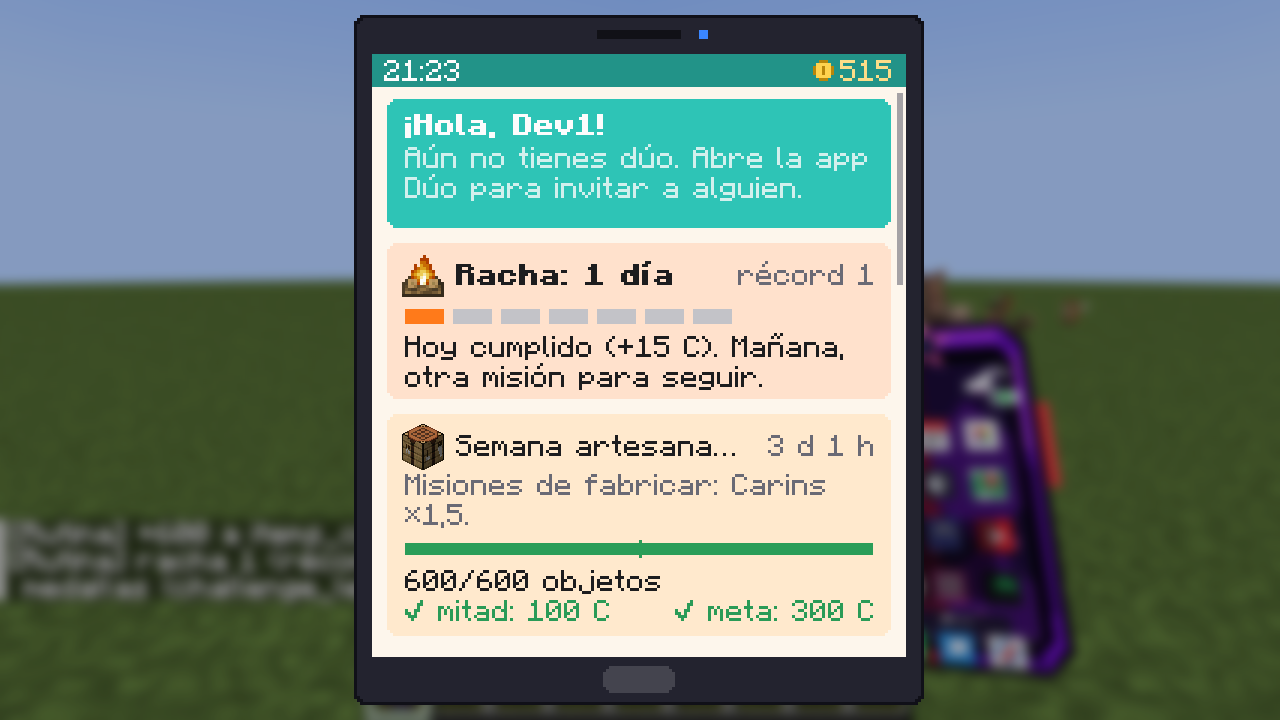 21:23
515
¡Hola, Dev1!
Aún no tienes dúo. Abre la app
Dúo para invitar a alguien.
Racha: 1 día
récord 1
Hoy cumplido (+15 C). Mañana,
otra misión para seguir.
Semana artesana...
3 d 1 h
Misiones de fabricar: Carins
×1,5.
600/600 objetos
✓ mitad: 100 C
✓ meta: 300 C